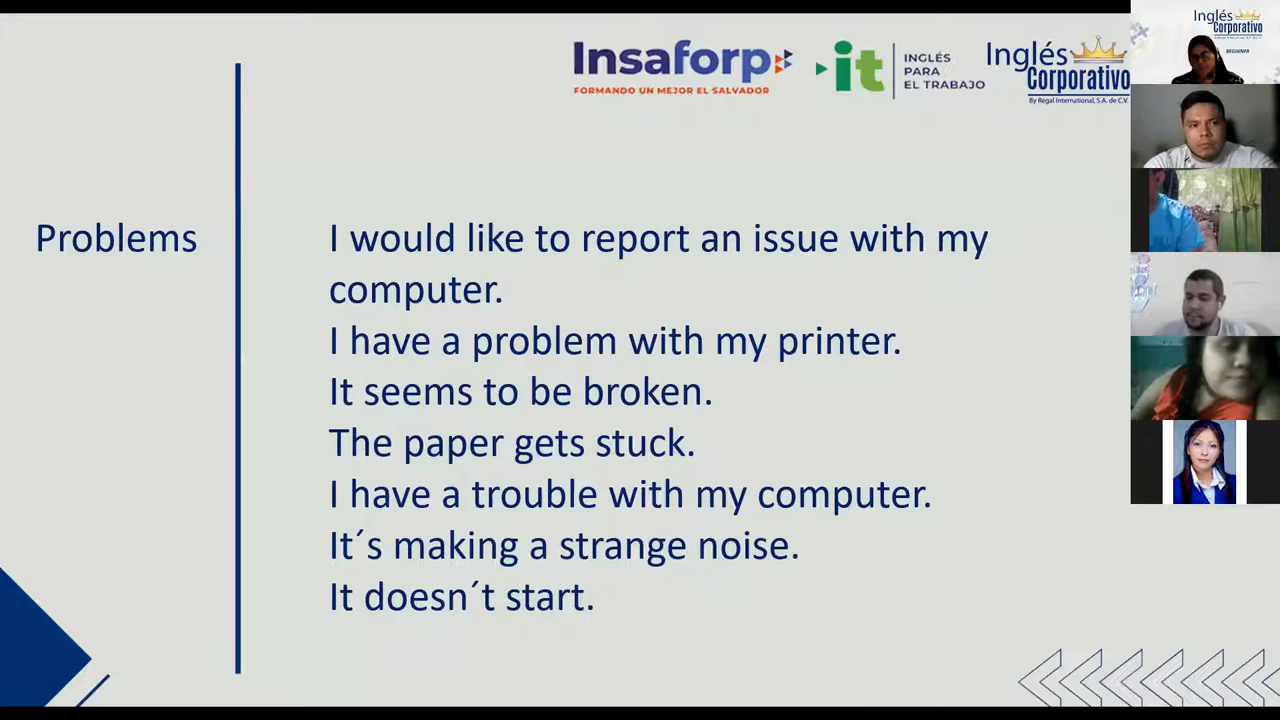 Insaforp
FORMANDO UN MEJOR EL SALVADOR
it
INGLÉS
PARA
EL TRABAJO
Inglés
Corporativo
By Regal International, S.A. de C.V.
Inglés
Corporativo
BEGINNER
Problems
I would like to report an issue with my
computer.
I have a problem with my printer.
It seems to be broken.
The paper gets stuck.
I have a trouble with my computer.
It´s making a strange noise.
It doesn´t start.